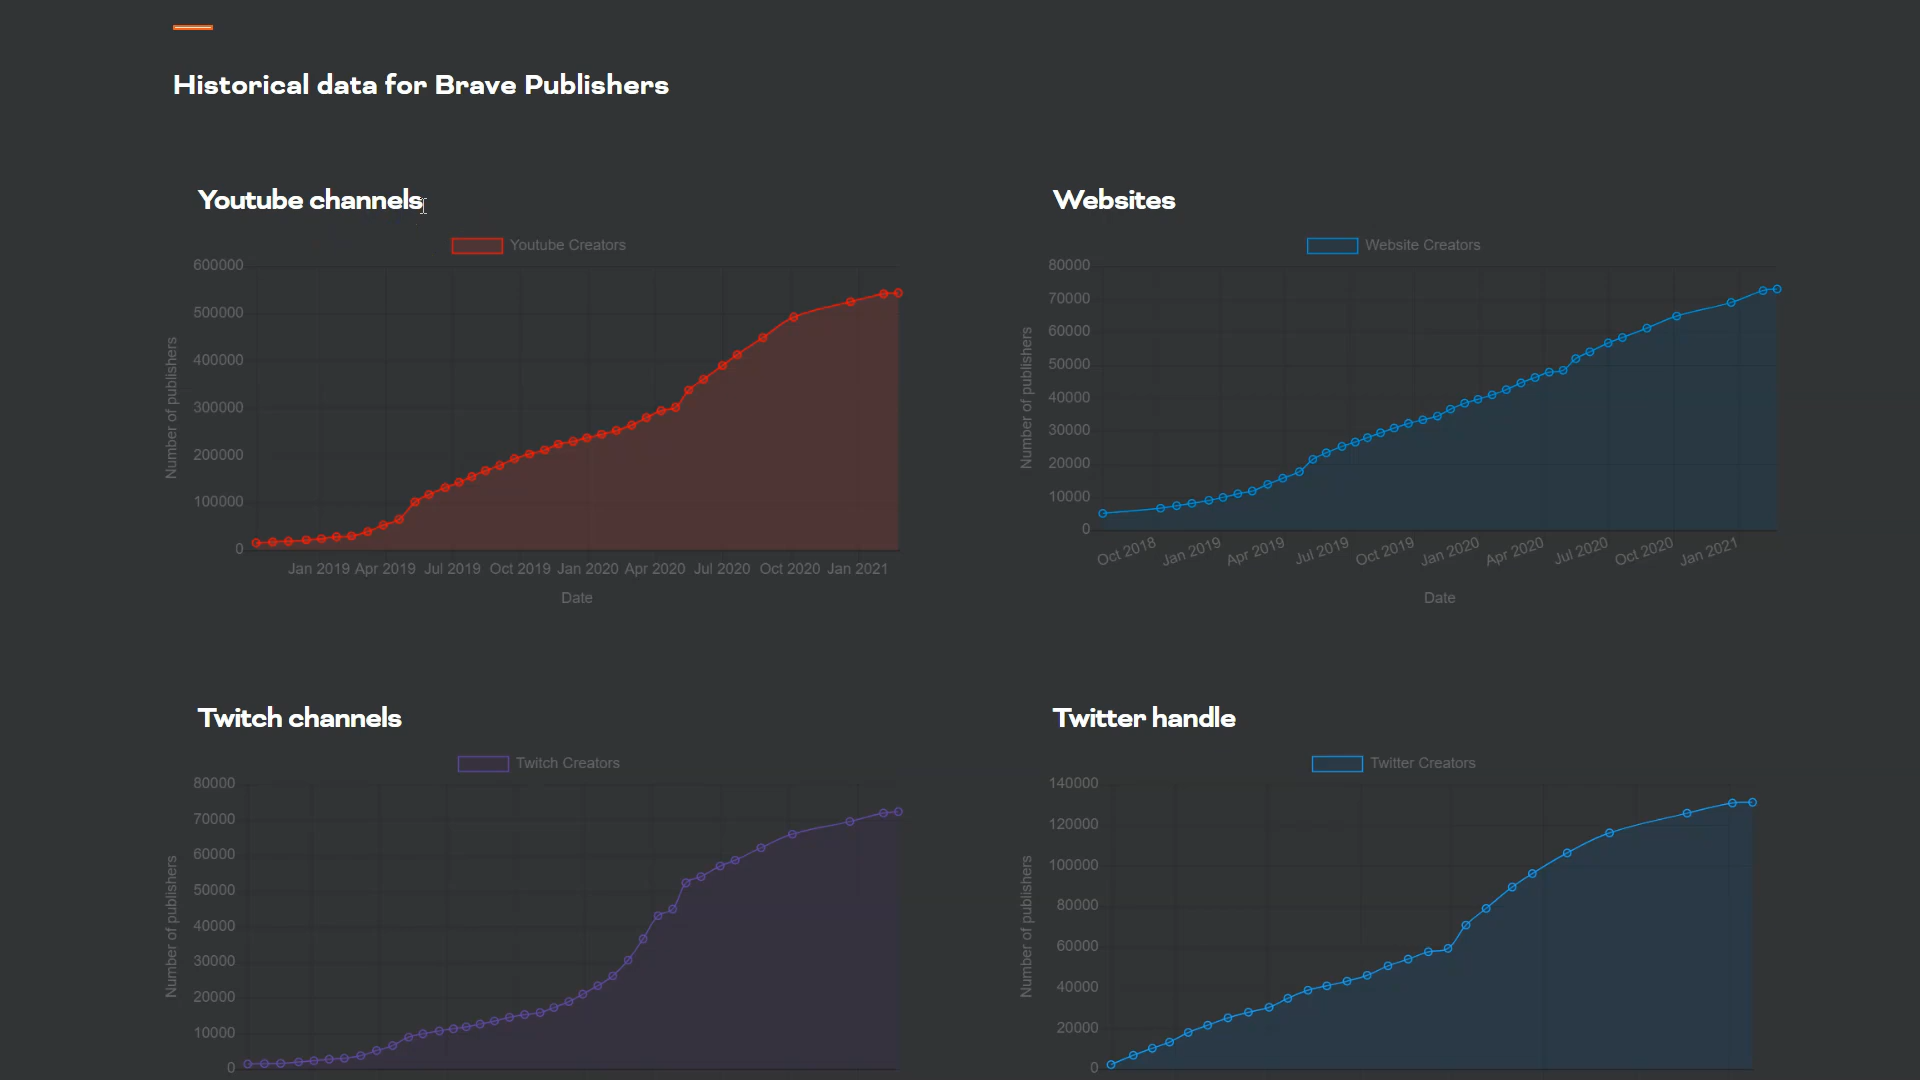 Historical data for Brave Publishers
Youtube channels
Youtube Creators
600000
500000
400000
300000
200000
100000
0
Number of publishers
Jan 2019 Apr 2019 Jul 2019 Oct 2019 Jan 2020 Apr 2020 Jul 2020 Oct 2020 Jan 2021
Date
Websites
Website Creators
80000
70000
60000
50000
40000
30000
20000
10000
0
Number of publishers
Oct 2018 Jan 2019 Apr 2019 Jul 2019 Oct 2019 Jan 2020 Apr 2020 Jul 2020 Oct 2020 Jan 2021
Date
Twitch channels
Twitch Creators
80000
70000
60000
50000
40000
30000
20000
10000
0
Number of publishers
Twitter handle
Twitter Creators
140000
120000
100000
80000
60000
40000
20000
0
Number of publishers